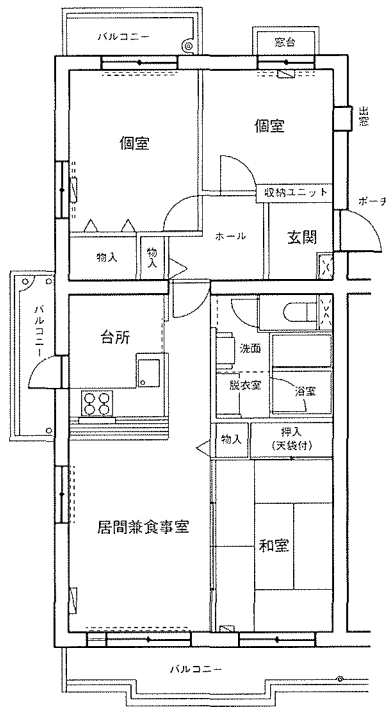 バルコニー
窓台
出窓
個室
個室
収納ユニット
ポーチ
ホール
玄関
物入
物入
バルコニー
台所
洗面
脱衣室
浴室
物入
押入
(天袋付)
居間兼食事室
和室
バルコニー